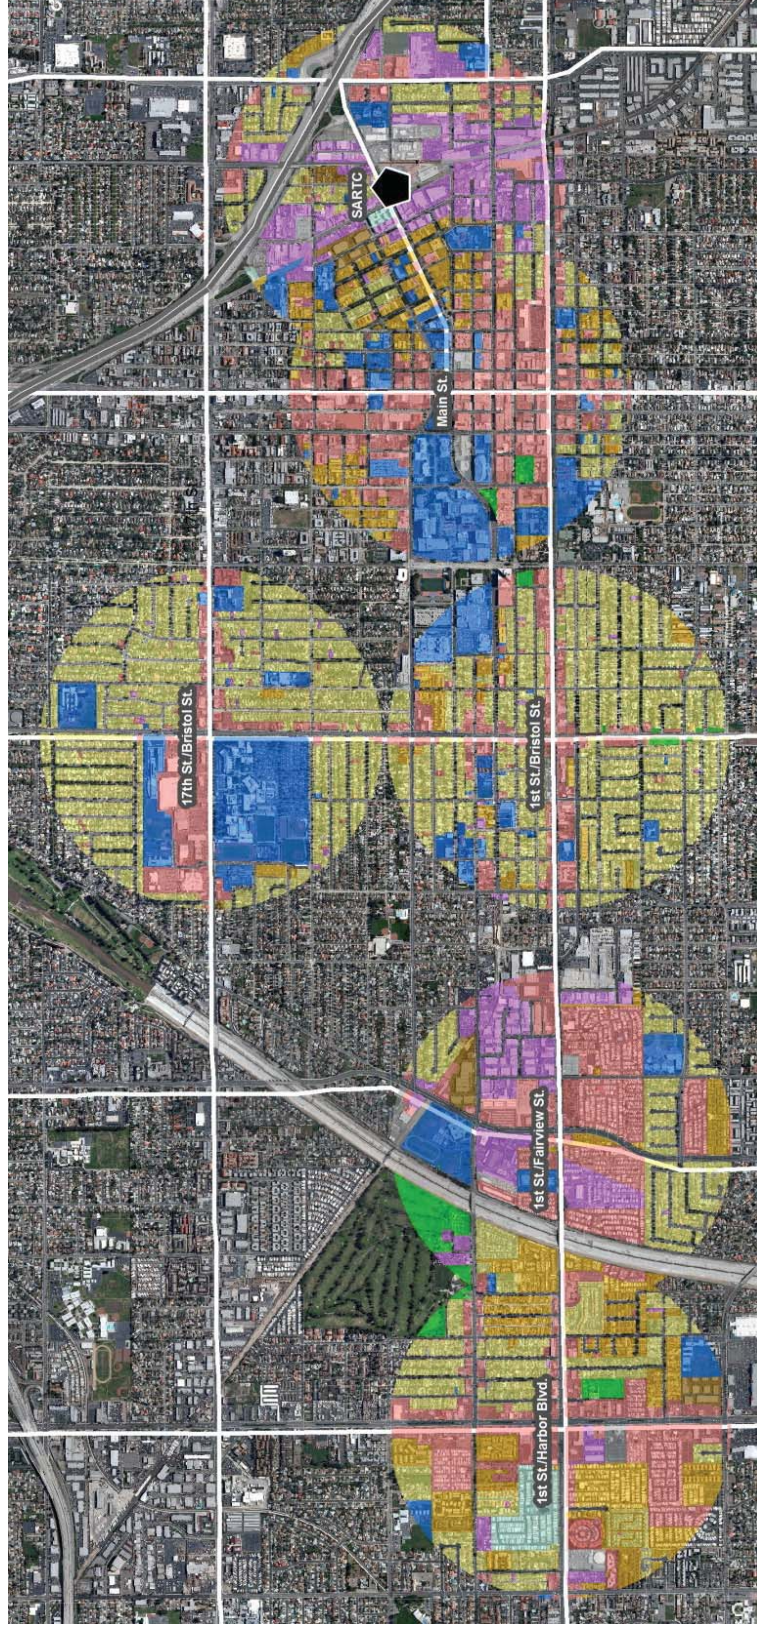 SARTC
Main St.
17th St./Bristol St.
1st St./Bristol St.
1st St./Fairview St.
1st St./Harbor Blvd.